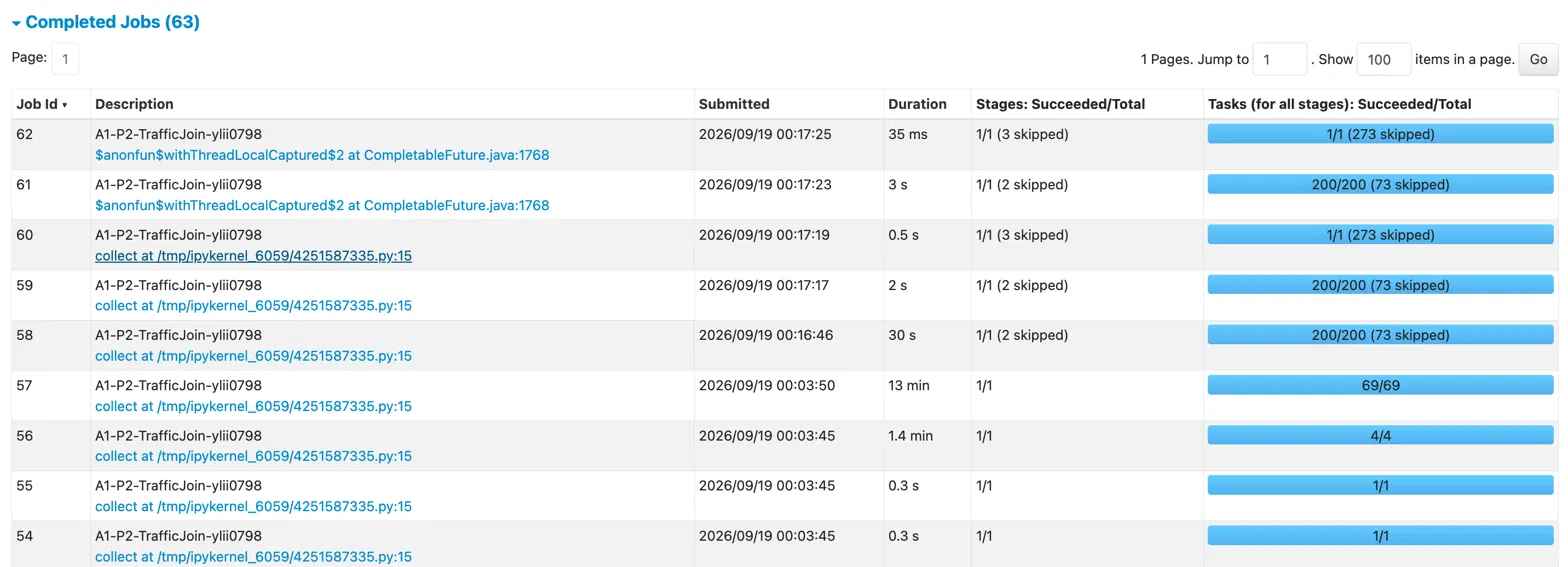 Completed Jobs (63)
Page: 1
1 Pages. Jump to 1 . Show 100 items in a page. Go
Job Id ▾ Description Submitted Duration Stages: Succeeded/Total Tasks (for all stages): Succeeded/Total
62 A1-P2-TrafficJoin-ylii0798 2026/09/19 00:17:25 35 ms 1/1 (3 skipped) 1/1 (273 skipped)
$anonfun$withThreadLocalCaptured$2 at CompletableFuture.java:1768
61 A1-P2-TrafficJoin-ylii0798 2026/09/19 00:17:23 3 s 1/1 (2 skipped) 200/200 (73 skipped)
$anonfun$withThreadLocalCaptured$2 at CompletableFuture.java:1768
60 A1-P2-TrafficJoin-ylii0798 2026/09/19 00:17:19 0.5 s 1/1 (3 skipped) 1/1 (273 skipped)
collect at /tmp/ipykernel_6059/4251587335.py:15
59 A1-P2-TrafficJoin-ylii0798 2026/09/19 00:17:17 2 s 1/1 (2 skipped) 200/200 (73 skipped)
collect at /tmp/ipykernel_6059/4251587335.py:15
58 A1-P2-TrafficJoin-ylii0798 2026/09/19 00:16:46 30 s 1/1 (2 skipped) 200/200 (73 skipped)
collect at /tmp/ipykernel_6059/4251587335.py:15
57 A1-P2-TrafficJoin-ylii0798 2026/09/19 00:03:50 13 min 1/1 69/69
collect at /tmp/ipykernel_6059/4251587335.py:15
56 A1-P2-TrafficJoin-ylii0798 2026/09/19 00:03:45 1.4 min 1/1 4/4
collect at /tmp/ipykernel_6059/4251587335.py:15
55 A1-P2-TrafficJoin-ylii0798 2026/09/19 00:03:45 0.3 s 1/1 1/1
collect at /tmp/ipykernel_6059/4251587335.py:15
54 A1-P2-TrafficJoin-ylii0798 2026/09/19 00:03:45 0.3 s 1/1 1/1
collect at /tmp/ipykernel_6059/4251587335.py:15